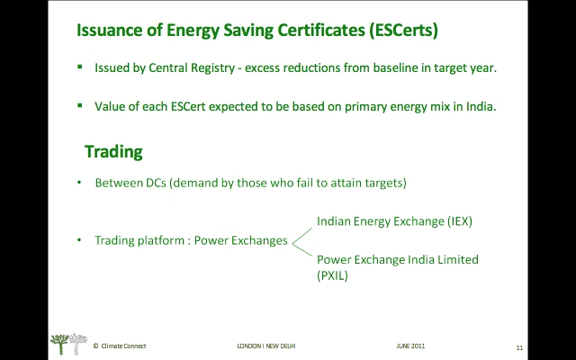 Issuance of Energy Saving Certificates (ESCerts)
▪ Issued by Central Registry - excess reductions from baseline in target year.
▪ Value of each ESCert expected to be based on primary energy mix in India.
Trading
• Between DCs (demand by those who fail to attain targets)
Indian Energy Exchange (IEX)
• Trading platform : Power Exchanges
Power Exchange India Limited
(PXIL)
© Climate Connect LONDON I NEW DELHI JUNE 2011 11